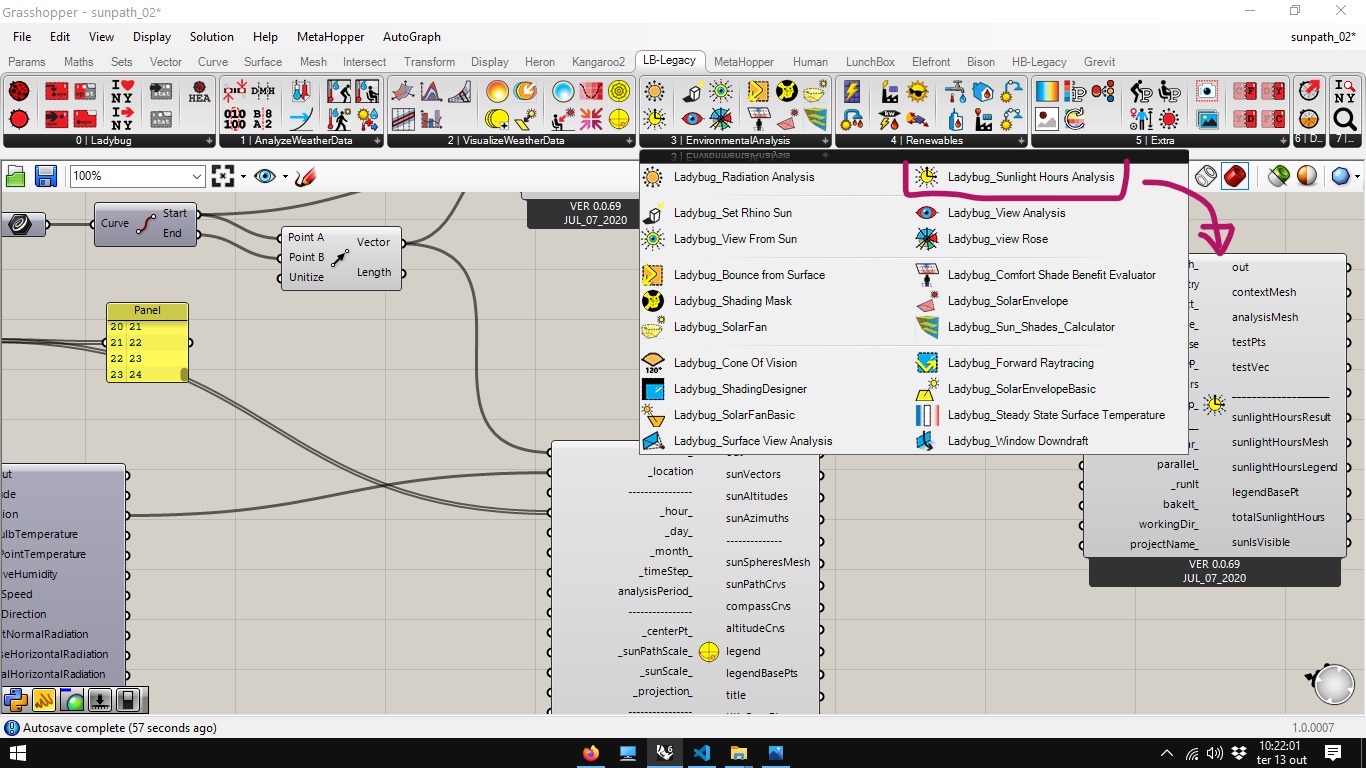 Grasshopper - sunpath_02*
File Edit View Display Solution Help MetaHopper AutoGraph
sunpath_02*
Params Maths Sets Vector Curve Surface Mesh Intersect Transform Display Heron Kangaroo2 LB-Legacy MetaHopper Human LunchBox Elefront Bison HB-Legacy Grevit
0 | Ladybug
1 | AnalyzeWeatherData
2 | VisualizeWeatherData
3 | EnvironmentalAnalysis
4 | Renewables
5 | Extra
6 | D...
7 |...
100%
Ladybug_Radiation Analysis
Ladybug_Sunlight Hours Analysis
Ladybug_Set Rhino Sun
Ladybug_View Analysis
Ladybug_View From Sun
Ladybug_view Rose
Ladybug_Bounce from Surface
Ladybug_Comfort Shade Benefit Evaluator
Ladybug_Shading Mask
Ladybug_SolarEnvelope
Ladybug_SolarFan
Ladybug_Sun_Shades_Calculator
Ladybug_Cone Of Vision
Ladybug_Forward Raytracing
Ladybug_ShadingDesigner
Ladybug_SolarEnvelopeBasic
Ladybug_SolarFanBasic
Ladybug_Steady State Surface Temperature
Ladybug_Surface View Analysis
Ladybug_Window Downdraft
VER 0.0.69
JUL_07_2020
Curve
Start
End
Point A
Point B
Unitize
Vector
Length
Panel
20 21
21 22
22 23
23 24
ut
de
ion
ulbTemperature
PointTemperature
veHumidity
Speed
Direction
tNormalRadiation
seHorizontalRadiation
alHorizontalRadiation
_location
----------------
_hour_
_day_
_month_
_timeStep_
analysisPeriod_
----------------
_centerPt_
_sunPathScale_
_sunScale_
_projection_
----------------
sunVectors
sunAltitudes
sunAzimuths
--------------
sunSpheresMesh
sunPathCrvs
compassCrvs
altitudeCrvs
legend
legendBasePts
title
parallel_
_runIt
bakeIt_
workingDir_
projectName_
out
contextMesh
analysisMesh
testPts
testVec
sunlightHoursResult
sunlightHoursMesh
sunlightHoursLegend
legendBasePt
totalSunlightHours
sunIsVisible
VER 0.0.69
JUL_07_2020
Autosave complete (57 seconds ago)
1.0.0007
10:22:01
ter 13 out